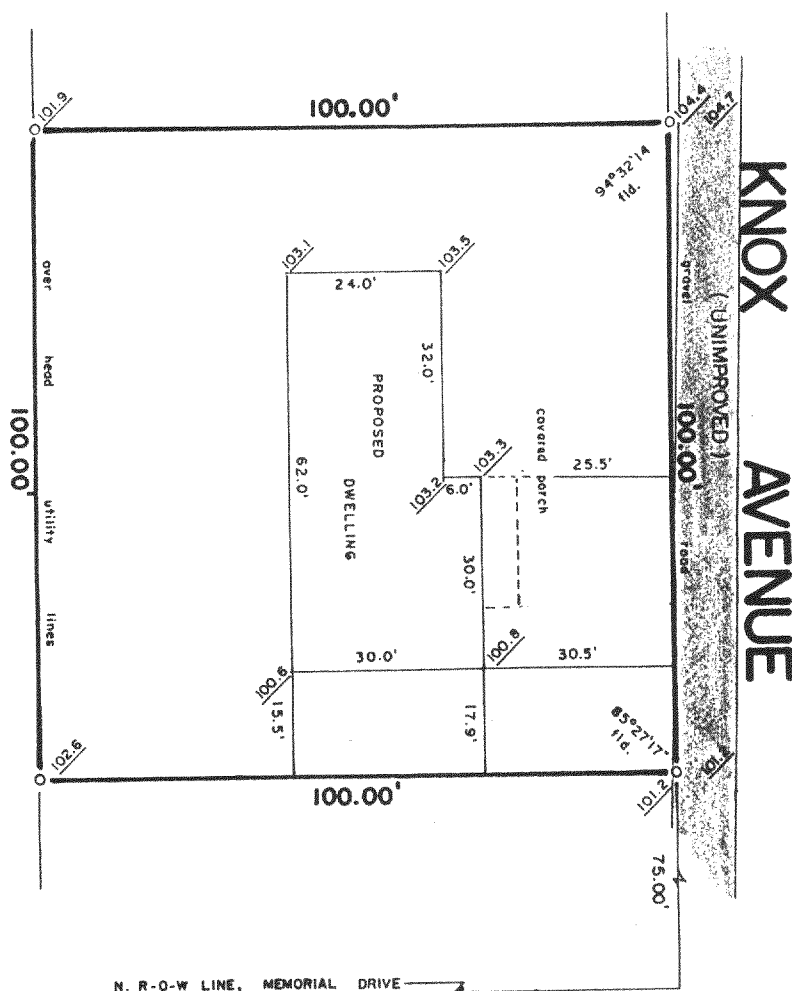 101.9
100.00'
104.4
104.7
94°32'14
fld.
KNOX AVENUE
(UNIMPROVED)
gravel road
100.00'
103.1
103.5
24.0'
32.0'
PROPOSED
DWELLING
62.0'
covered porch
103.3
25.5'
103.2
6.0'
30.0'
over head utility lines
100.00'
100.6
30.0'
100.8
30.5'
15.5'
17.9'
85°27'17"
fld.
101.2
102.6
100.00'
101.2
75.00'
N. R-O-W LINE, MEMORIAL DRIVE